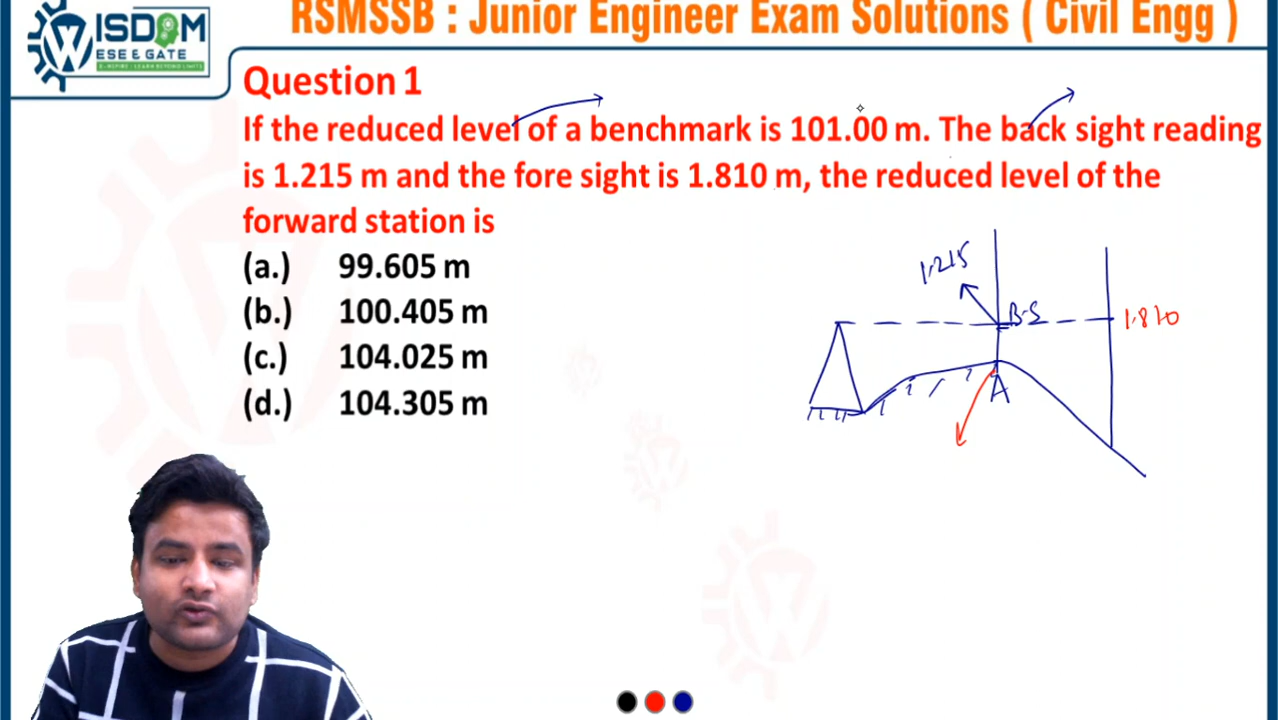 RSMSSB : Junior Engineer Exam Solutions ( Civil Engg )
WISDOM
ESE & GATE
Question 1
If the reduced level of a benchmark is 101.00 m. The back sight reading
is 1.215 m and the fore sight is 1.810 m, the reduced level of the
forward station is
(a.) 99.605 m
(b.) 100.405 m
(c.) 104.025 m
(d.) 104.305 m
1.215
B.S
1.810
A